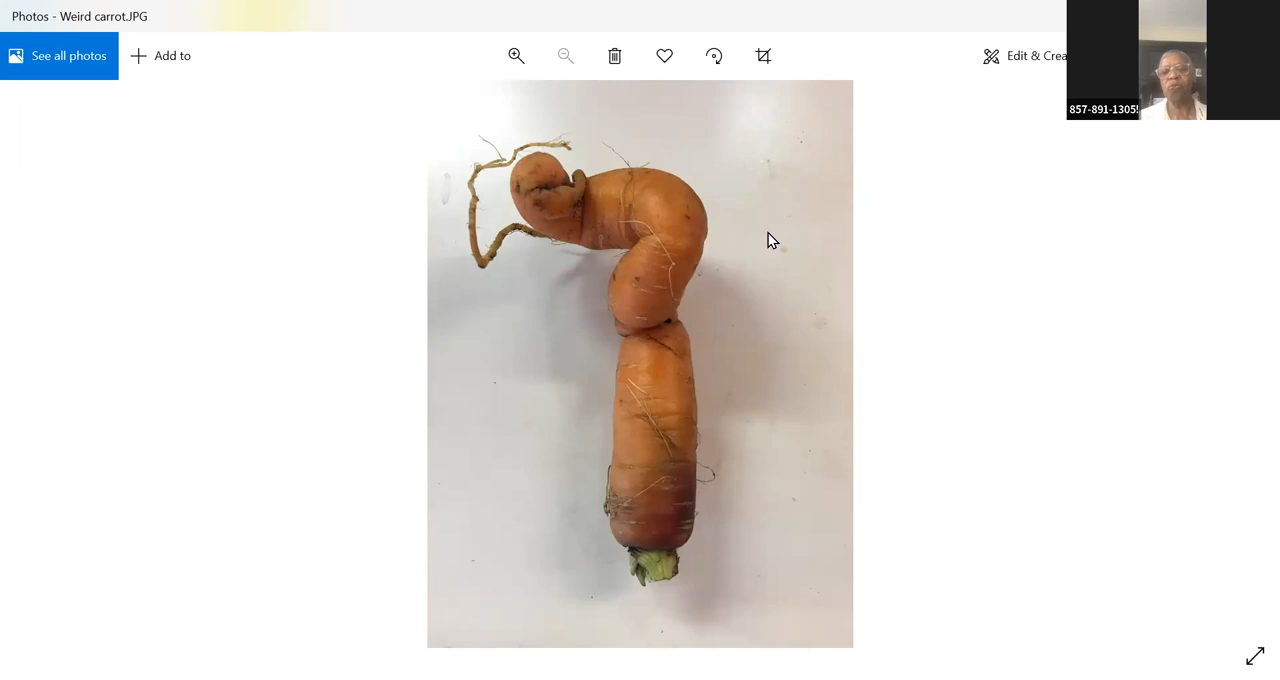 Photos - Weird carrot.JPG
See all photos
Add to
Edit & Crea
857-891-1305